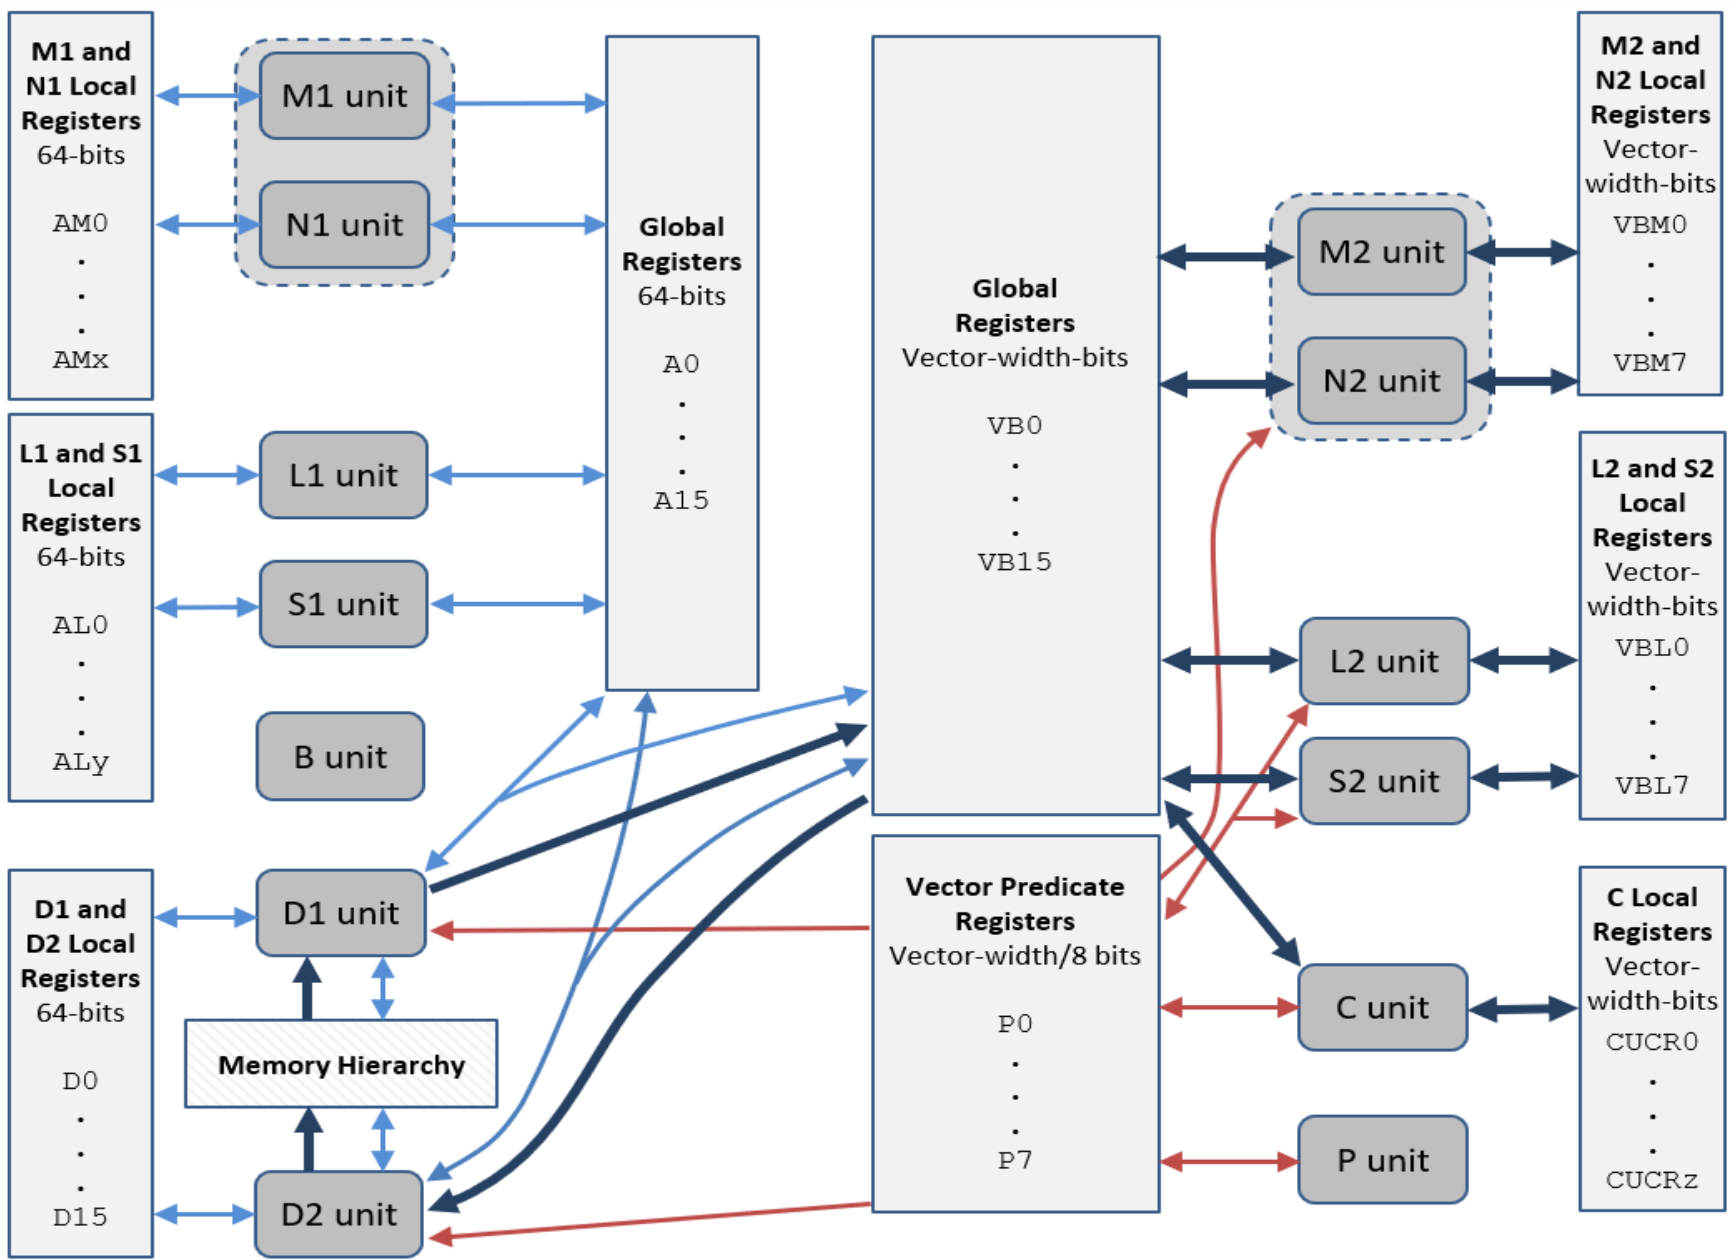 M1 and
N1 Local
Registers
64-bits
AM0
.
.
.
AMx
M1 unit
N1 unit
L1 and S1
Local
Registers
64-bits
AL0
.
.
.
ALy
L1 unit
S1 unit
B unit
D1 and
D2 Local
Registers
64-bits
D0
.
.
.
D15
D1 unit
Memory Hierarchy
D2 unit
Global
Registers
64-bits
A0
.
.
.
A15
Global
Registers
Vector-width-bits
VB0
.
.
.
VB15
Vector Predicate
Registers
Vector-width/8 bits
P0
.
.
.
P7
M2 unit
N2 unit
L2 unit
S2 unit
C unit
P unit
M2 and
N2 Local
Registers
Vector-
width-bits
VBM0
.
.
.
VBM7
L2 and S2
Local
Registers
Vector-
width-bits
VBL0
.
.
.
VBL7
C Local
Registers
Vector-
width-bits
CUCR0
.
.
.
CUCRz